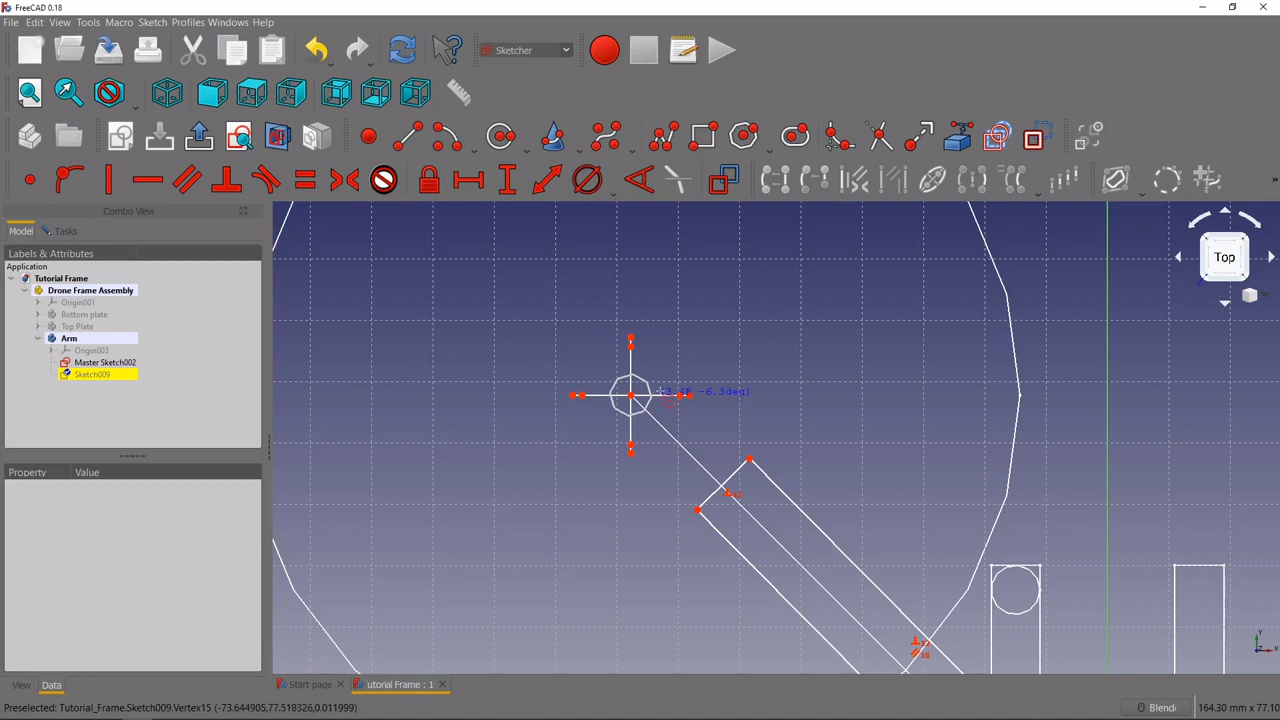 FreeCAD 0.18
File Edit View Tools Macro Sketch Profiles Windows Help
Sketcher
Combo View
Model Tasks
Labels & Attributes
Application
Tutorial Frame
Drone Frame Assembly
Origin001
Bottom plate
Top Plate
Arm
Origin003
Master Sketch002
Sketch009
Property Value
View Data
-6.3deg)
Top
Start page
utorial Frame : 1
Preselected: Tutorial_Frame.Sketch009.Vertex15 (-73.644905,77.518326,0.011999)
Blend
164.30 mm x 77.10